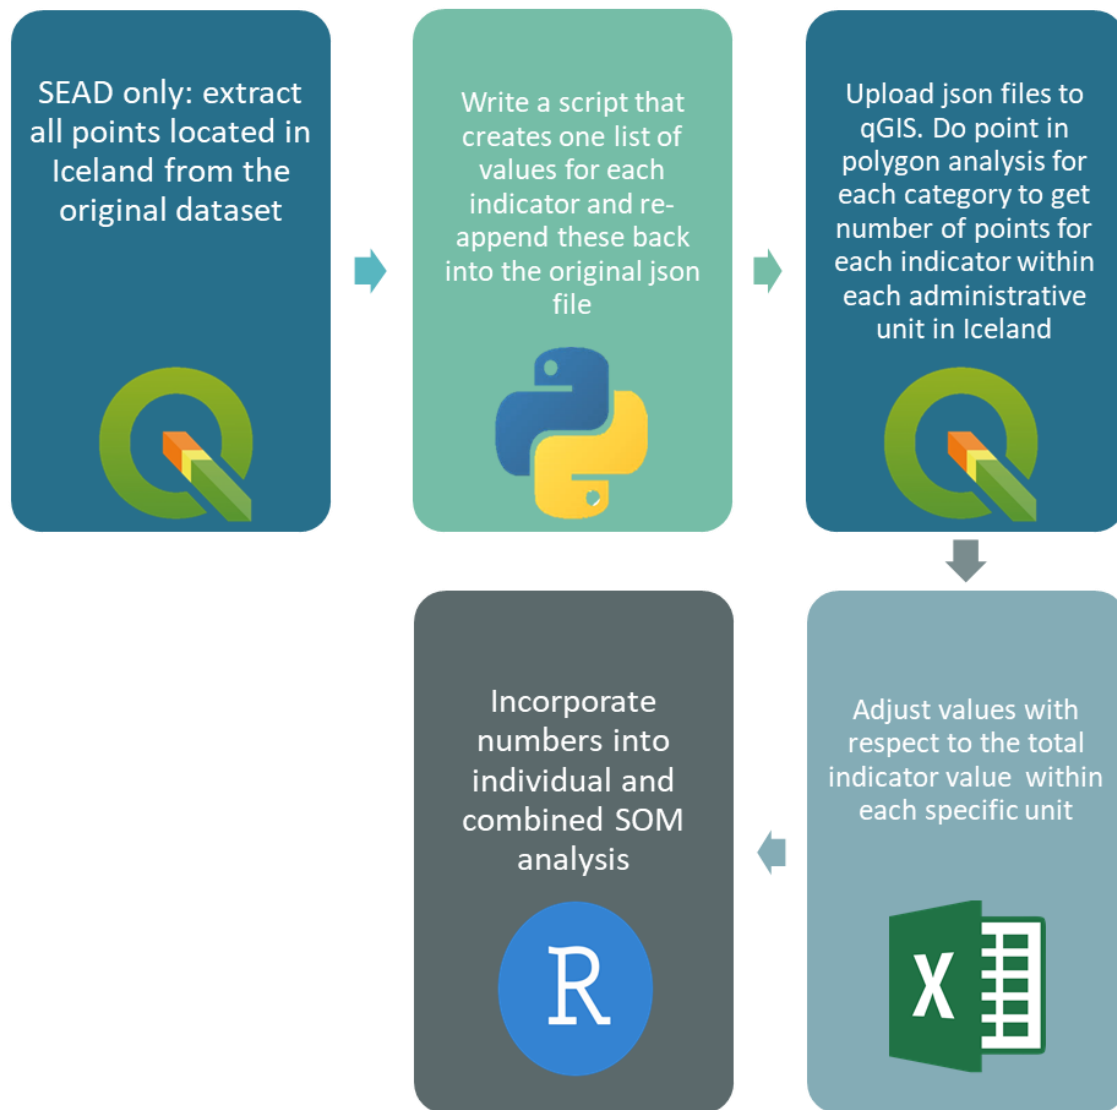 SEAD only: extract
all points located in
Iceland from the
original dataset
Write a script that
creates one list of
values for each
indicator and re-
append these back
into the original json
file
Upload json files to
qGIS. Do point in
polygon analysis for
each category to get
number of points for
each indicator within
each administrative
unit in Iceland
Adjust values with
respect to the total
indicator value within
each specific unit
X
Incorporate
numbers into
individual and
combined SOM
analysis
R